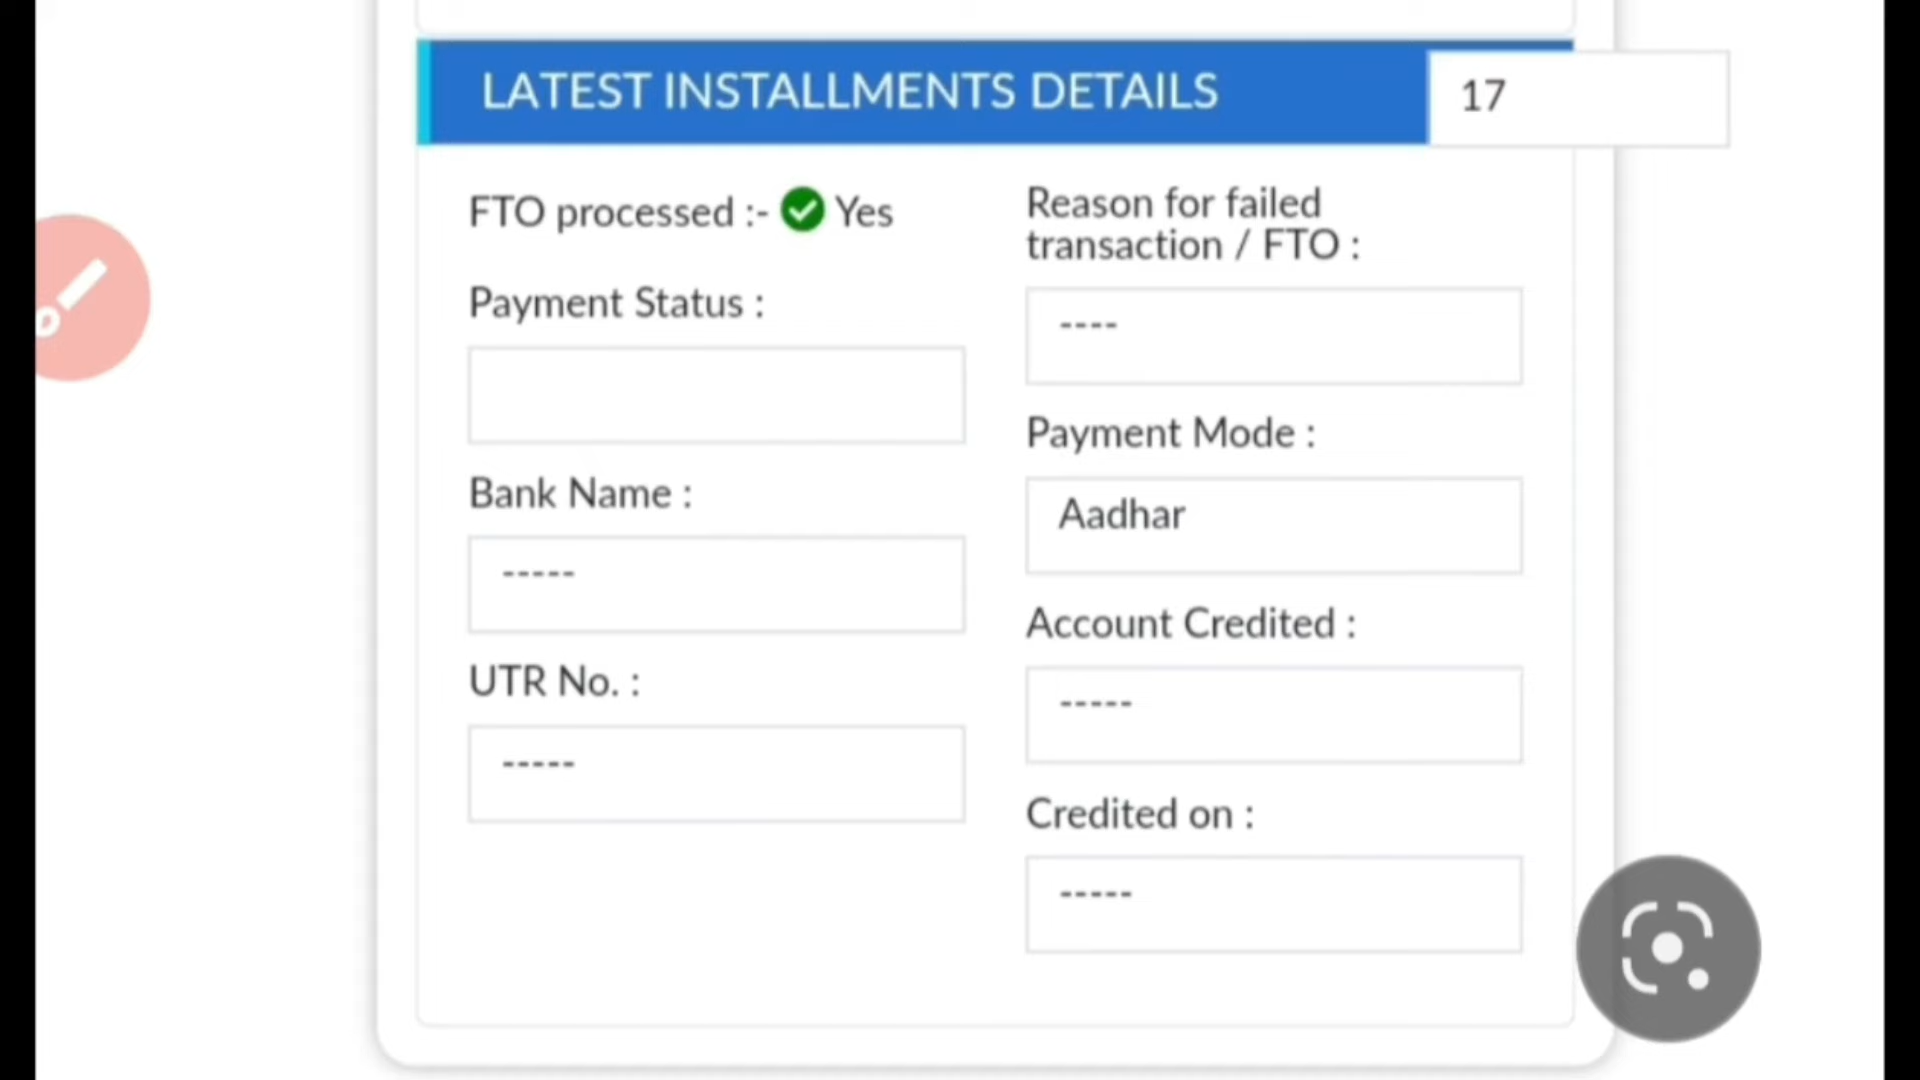 LATEST INSTALLMENTS DETAILS
17
FTO processed :- Yes
Payment Status :
Bank Name :
-----
UTR No. :
-----
Reason for failed
transaction / FTO :
----
Payment Mode :
Aadhar
Account Credited :
-----
Credited on :
-----